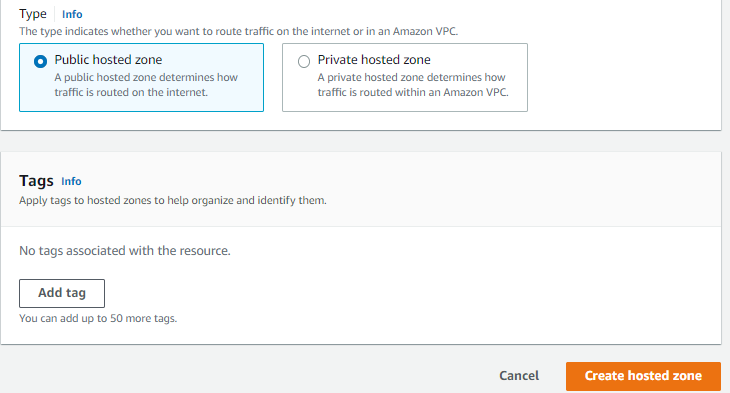 Type Info
The type indicates whether you want to route traffic on the internet or in an Amazon VPC.
Public hosted zone
A public hosted zone determines how
traffic is routed on the internet.
Private hosted zone
A private hosted zone determines how
traffic is routed within an Amazon VPC.
Tags Info
Apply tags to hosted zones to help organize and identify them.
No tags associated with the resource.
Add tag
You can add up to 50 more tags.
Cancel
Create hosted zone